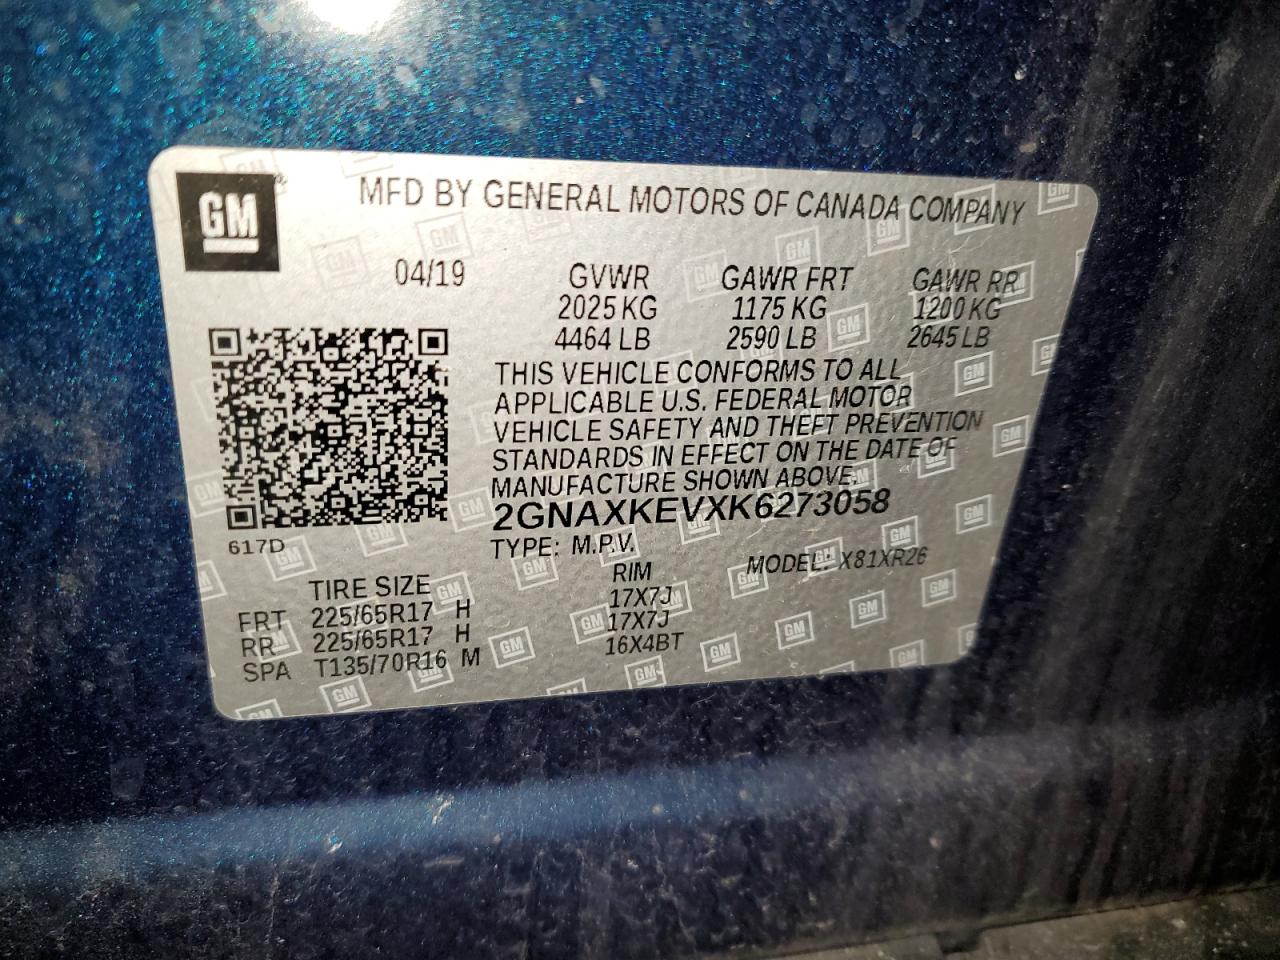 GM ®
MFD BY GENERAL MOTORS OF CANADA COMPANY
04/19 GVWR GAWR FRT GAWR RR
2025 KG 1175 KG 1200 KG
4464 LB 2590 LB 2645 LB
THIS VEHICLE CONFORMS TO ALL
APPLICABLE U.S. FEDERAL MOTOR
VEHICLE SAFETY AND THEFT PREVENTION
STANDARDS IN EFFECT ON THE DATE OF
MANUFACTURE SHOWN ABOVE.
2GNAXKEVXK6273058
617D
TYPE: M.P.V. MODEL: X81XR26
TIRE SIZE RIM
FRT 225/65R17 H 17X7J
RR 225/65R17 H 17X7J
SPA T135/70R16 M 16X4BT